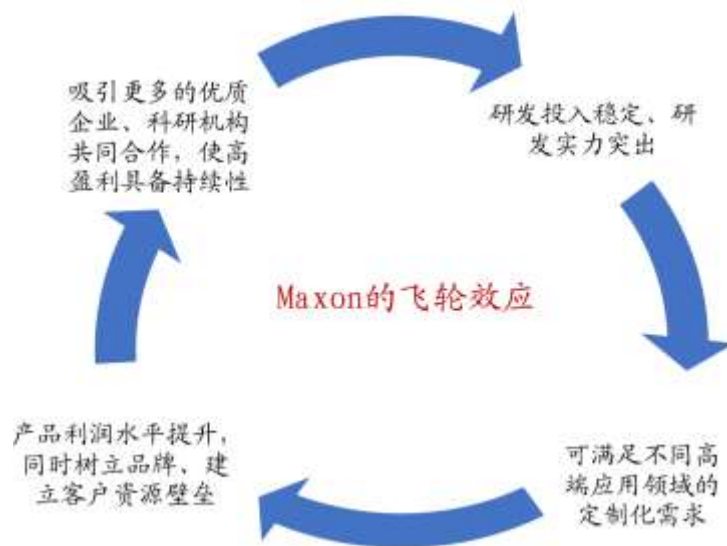 吸引更多的优质
企业、科研机构
共同合作，使高
盈利具备持续性
研发投入稳定、研
发实力突出
Maxon的飞轮效应
产品利润水平提升，
同时树立品牌、建
立客户资源壁垒
可满足不同高
端应用领域的
定制化需求